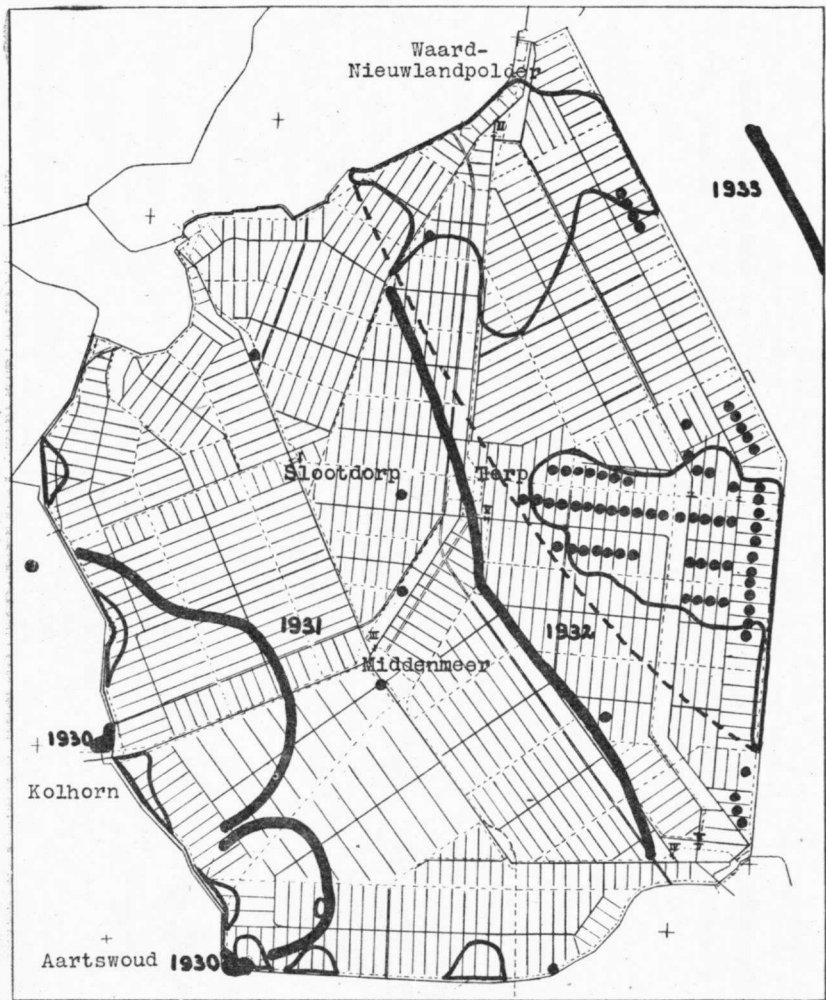 Waard-
Nieuwlandpolder
1933
Slootdorp
Terp
1931
1932
Middenmeer
1930
Kolhorn
Aartswoud 1930